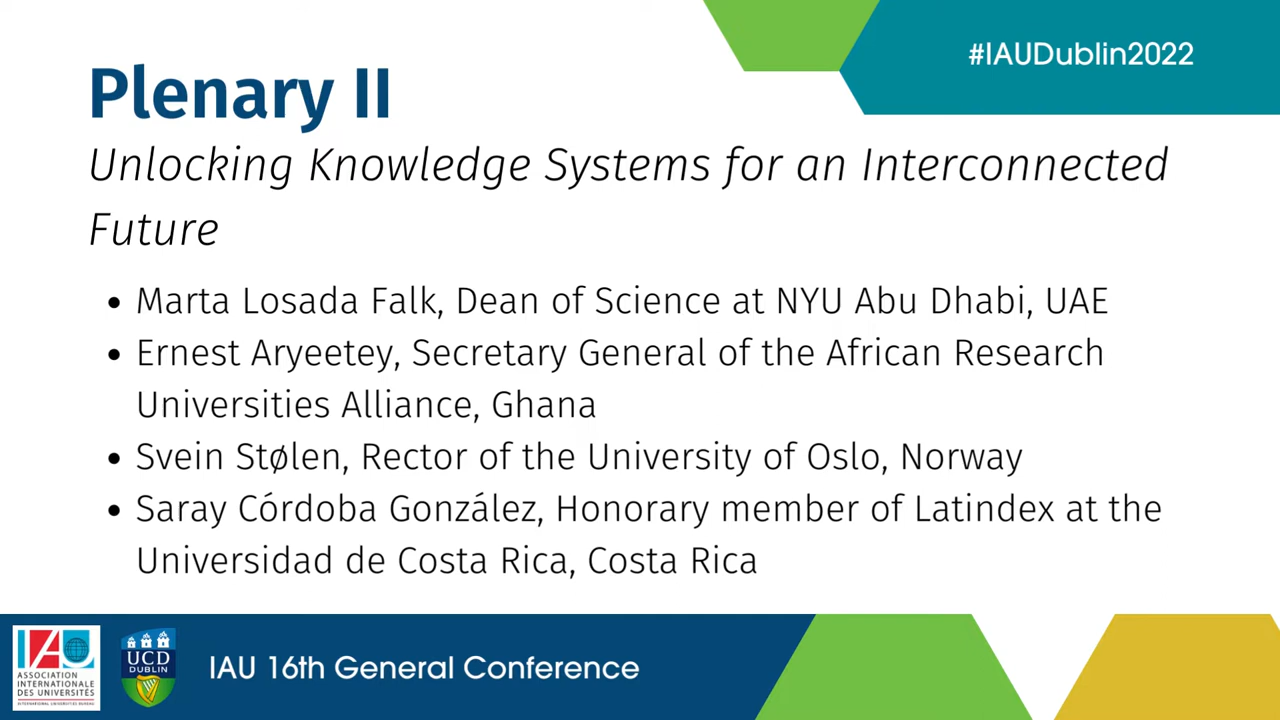 #IAUDublin2022
Plenary II
Unlocking Knowledge Systems for an Interconnected
Future
• Marta Losada Falk, Dean of Science at NYU Abu Dhabi, UAE
• Ernest Aryeetey, Secretary General of the African Research
Universities Alliance, Ghana
• Svein Stølen, Rector of the University of Oslo, Norway
• Saray Córdoba González, Honorary member of Latindex at the
Universidad de Costa Rica, Costa Rica
IAU
ASSOCIATION
INTERNATIONALE
DES UNIVERSITÉS
INTERNATIONAL UNIVERSITIES BUREAU
UCD
DUBLIN
IAU 16th General Conference